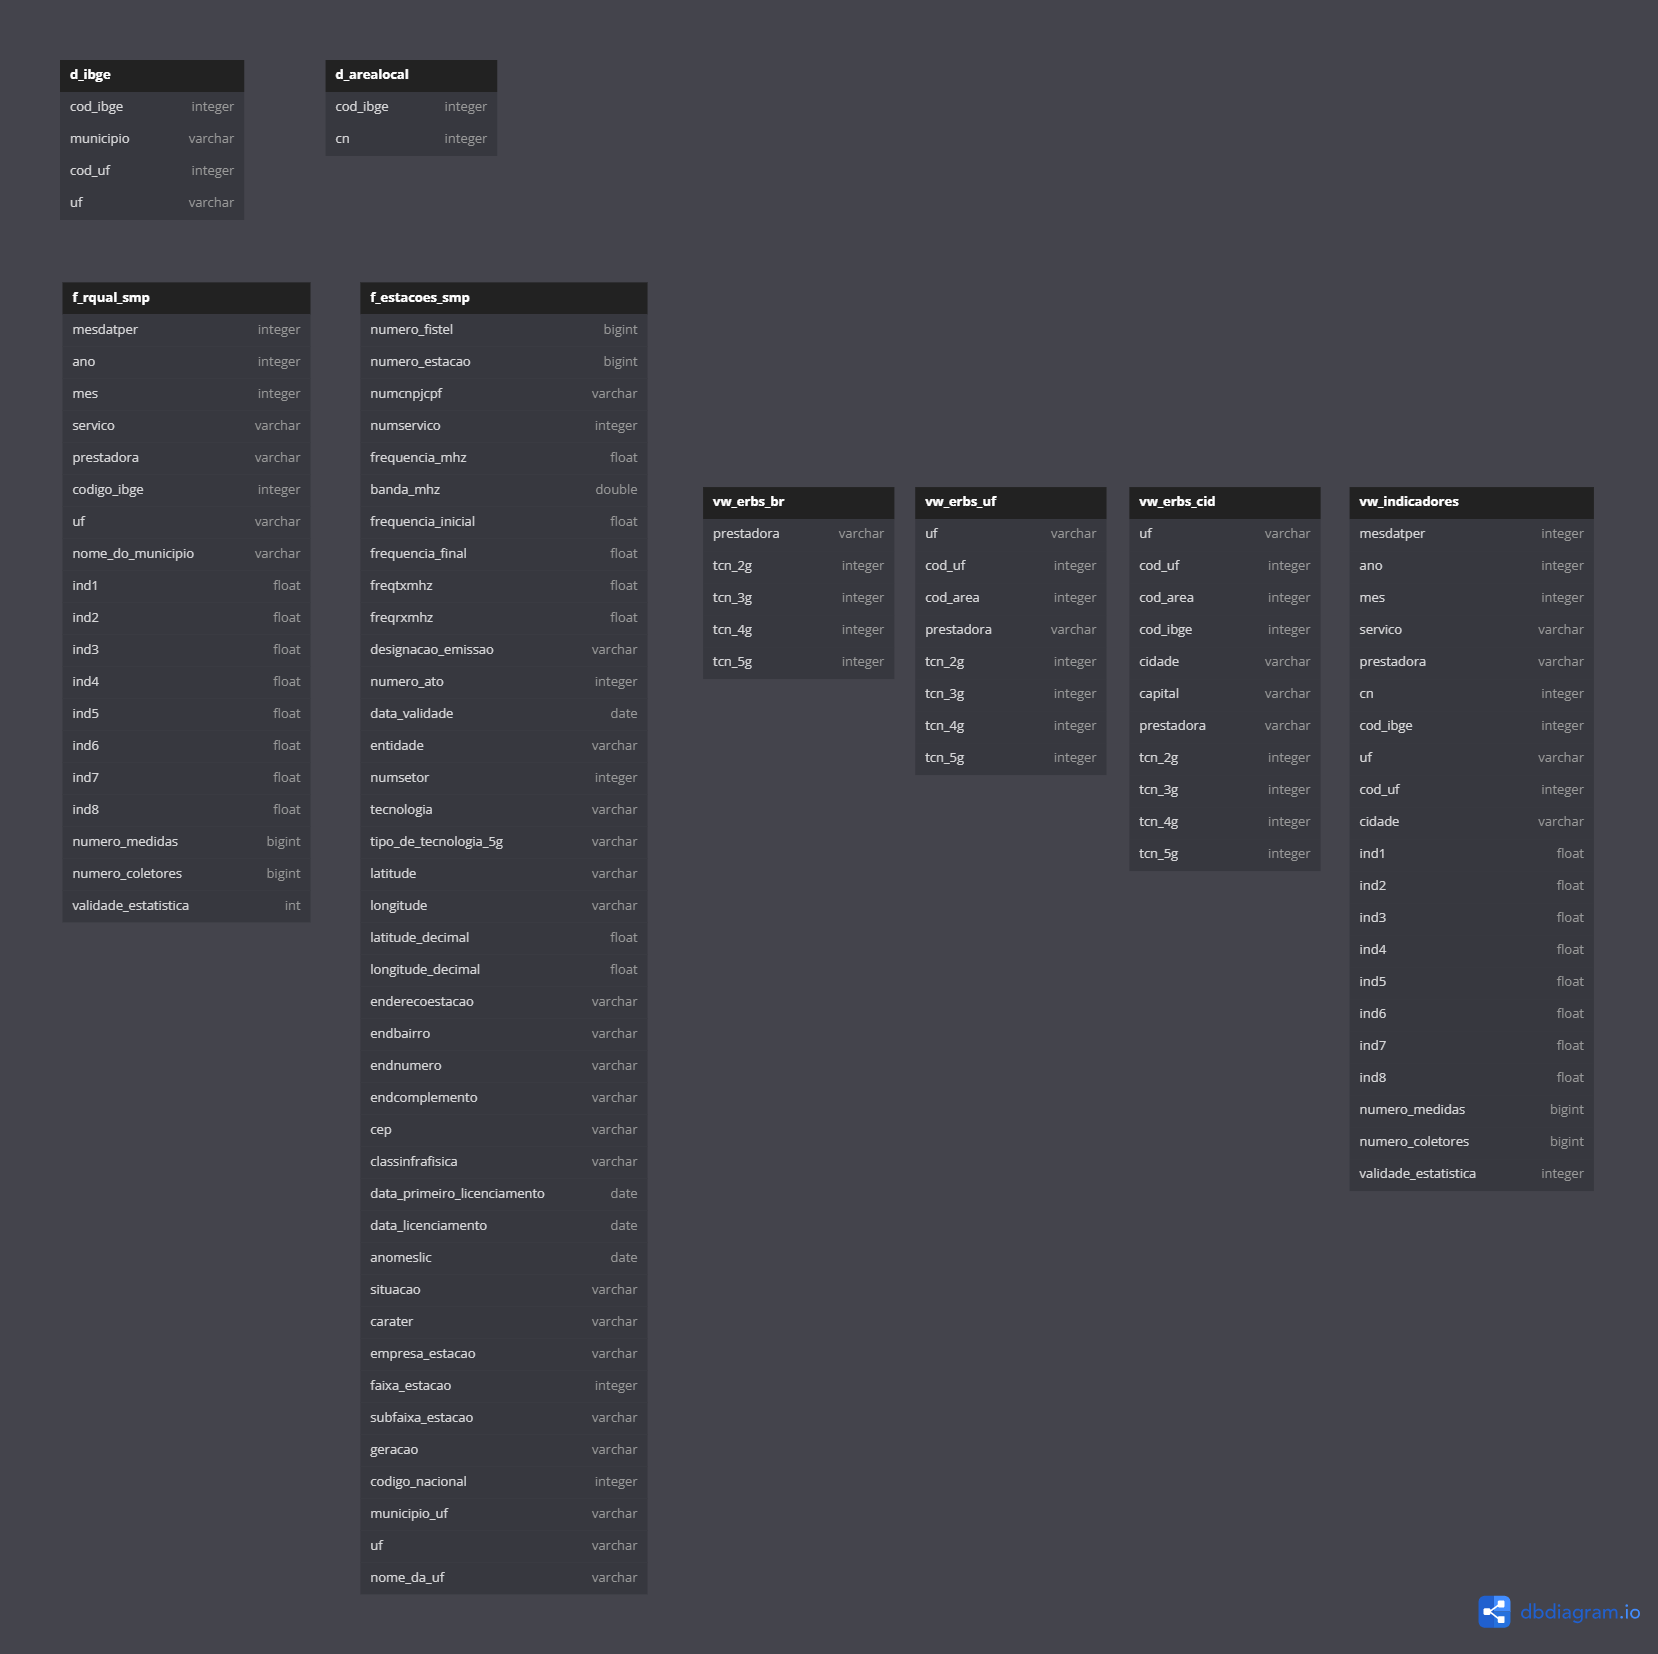 d_ibge
cod_ibge integer
municipio varchar
cod_uf integer
uf varchar
d_arealocal
cod_ibge integer
cn integer
f_rqual_smp
mesdatper integer
ano integer
mes integer
servico varchar
prestadora varchar
codigo_ibge integer
uf varchar
nome_do_municipio varchar
ind1 float
ind2 float
ind3 float
ind4 float
ind5 float
ind6 float
ind7 float
ind8 float
numero_medidas bigint
numero_coletores bigint
validade_estatistica int
f_estacoes_smp
numero_fistel bigint
numero_estacao bigint
numcnpjcpf varchar
numservico integer
frequencia_mhz float
banda_mhz double
frequencia_inicial float
frequencia_final float
freqtxmhz float
freqrxmhz float
designacao_emissao varchar
numero_ato integer
data_validade date
entidade varchar
numsetor integer
tecnologia varchar
tipo_de_tecnologia_5g varchar
latitude varchar
longitude varchar
latitude_decimal float
longitude_decimal float
enderecoestacao varchar
endbairro varchar
endnumero varchar
endcomplemento varchar
cep varchar
classinfrafisica varchar
data_primeiro_licenciamento date
data_licenciamento date
anomeslic date
situacao varchar
carater varchar
empresa_estacao varchar
faixa_estacao integer
subfaixa_estacao varchar
geracao varchar
codigo_nacional integer
municipio_uf varchar
uf varchar
nome_da_uf varchar
vw_erbs_br
prestadora varchar
tcn_2g integer
tcn_3g integer
tcn_4g integer
tcn_5g integer
vw_erbs_uf
uf varchar
cod_uf integer
cod_area integer
prestadora varchar
tcn_2g integer
tcn_3g integer
tcn_4g integer
tcn_5g integer
vw_erbs_cid
uf varchar
cod_uf integer
cod_area integer
cod_ibge integer
cidade varchar
capital varchar
prestadora varchar
tcn_2g integer
tcn_3g integer
tcn_4g integer
tcn_5g integer
vw_indicadores
mesdatper integer
ano integer
mes integer
servico varchar
prestadora varchar
cn integer
cod_ibge integer
uf varchar
cod_uf integer
cidade varchar
ind1 float
ind2 float
ind3 float
ind4 float
ind5 float
ind6 float
ind7 float
ind8 float
numero_medidas bigint
numero_coletores bigint
validade_estatistica integer
dbdiagram.io